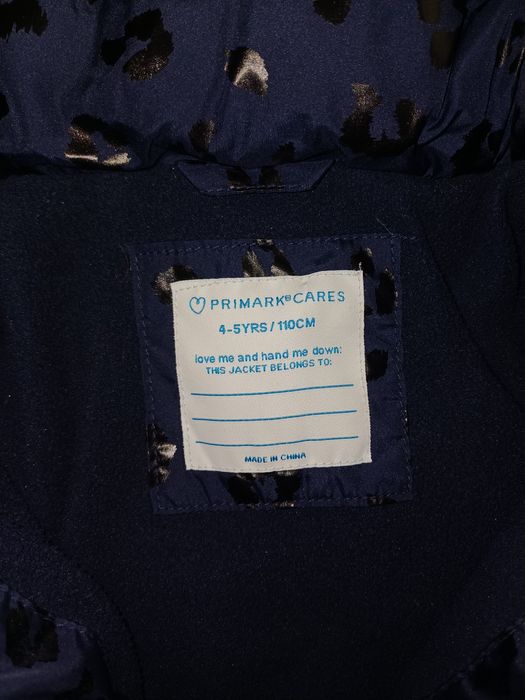 PRIMARK®CARES
4-5YRS / 110CM
love me and hand me down:
THIS JACKET BELONGS TO:
MADE IN CHINA